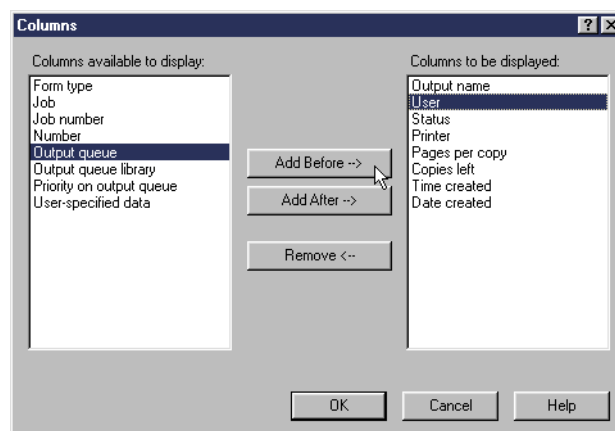 Columns
Columns available to display:
Form type
Job
Job number
Number
Output queue
Output queue library
Priority on output queue
User-specified data
Add Before -->
Add After -->
Remove <--
Columns to be displayed:
Output name
User
Status
Printer
Pages per copy
Copies left
Time created
Date created
OK
Cancel
Help